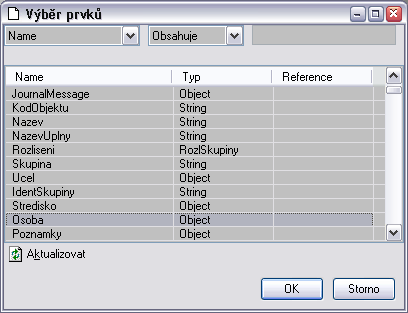 Výběr prvků
Name Obsahuje
Name Typ Reference
JournalMessage Object
KodObjektu String
Nazev String
NazevUplny String
Rozliseni RozlSkupiny
Skupina String
Ucel Object
IdentSkupiny String
Stredisko Object
Osoba Object
Poznamky Object
Aktualizovat
OK Storno